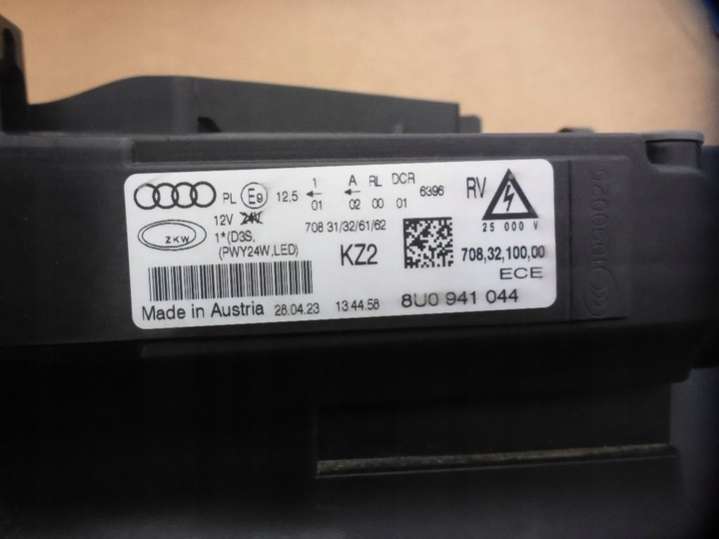 PL E9 12,5 ← 1 01 ← A 02 RL 00 DCR 01 6396 RV
12V 24V 25 000 V
ZKW 1*(D3S, 708 31/32/61/62
(PWY24W,LED) KZ2 708,32,100,00
ECE
Made in Austria 28.04.23 13:44:58 8U0 941 044